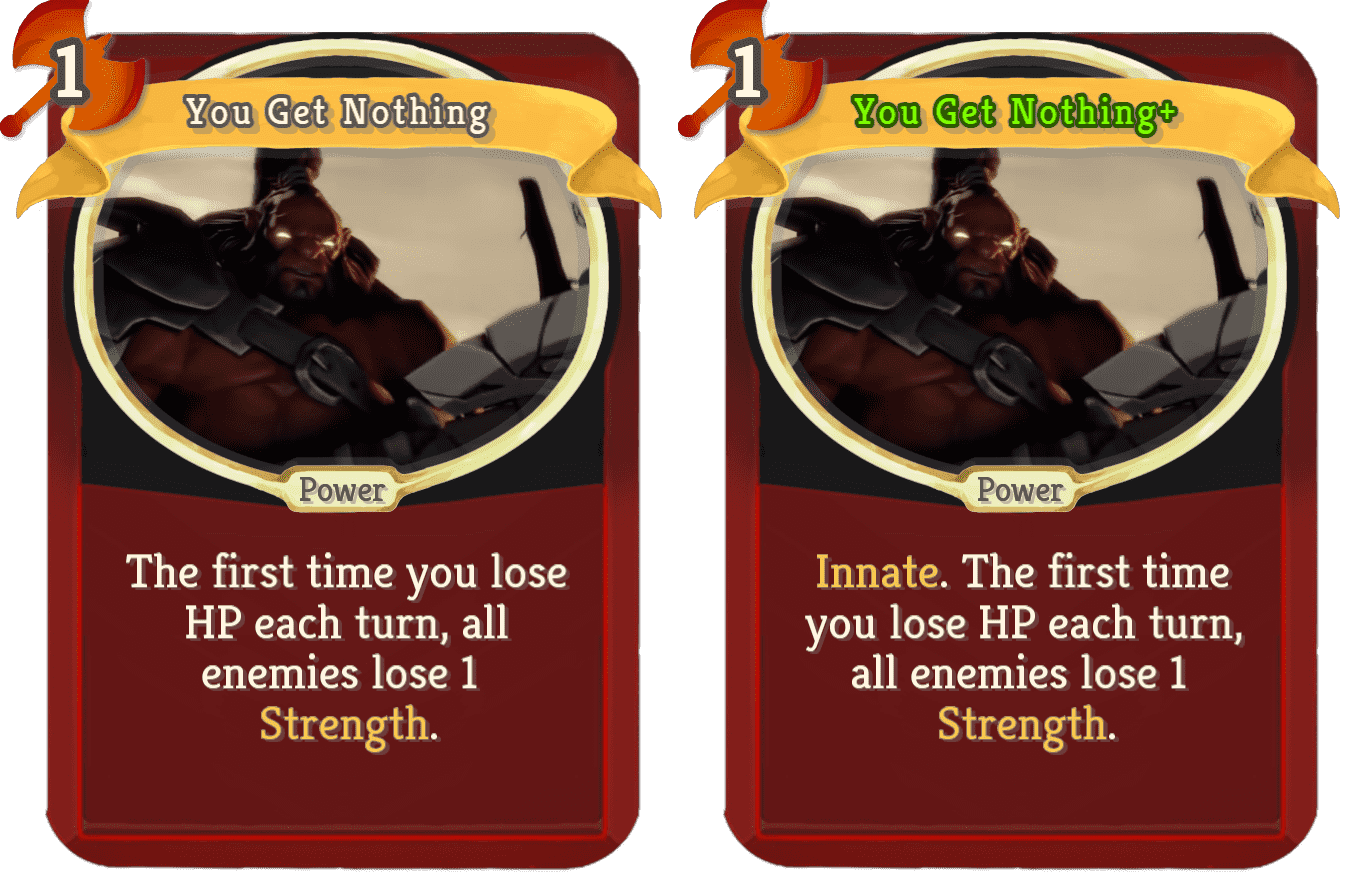 1
You Get Nothing
Power
The first time you lose
HP each turn, all
enemies lose 1
Strength.
1
You Get Nothing+
Power
Innate. The first time
you lose HP each turn,
all enemies lose 1
Strength.